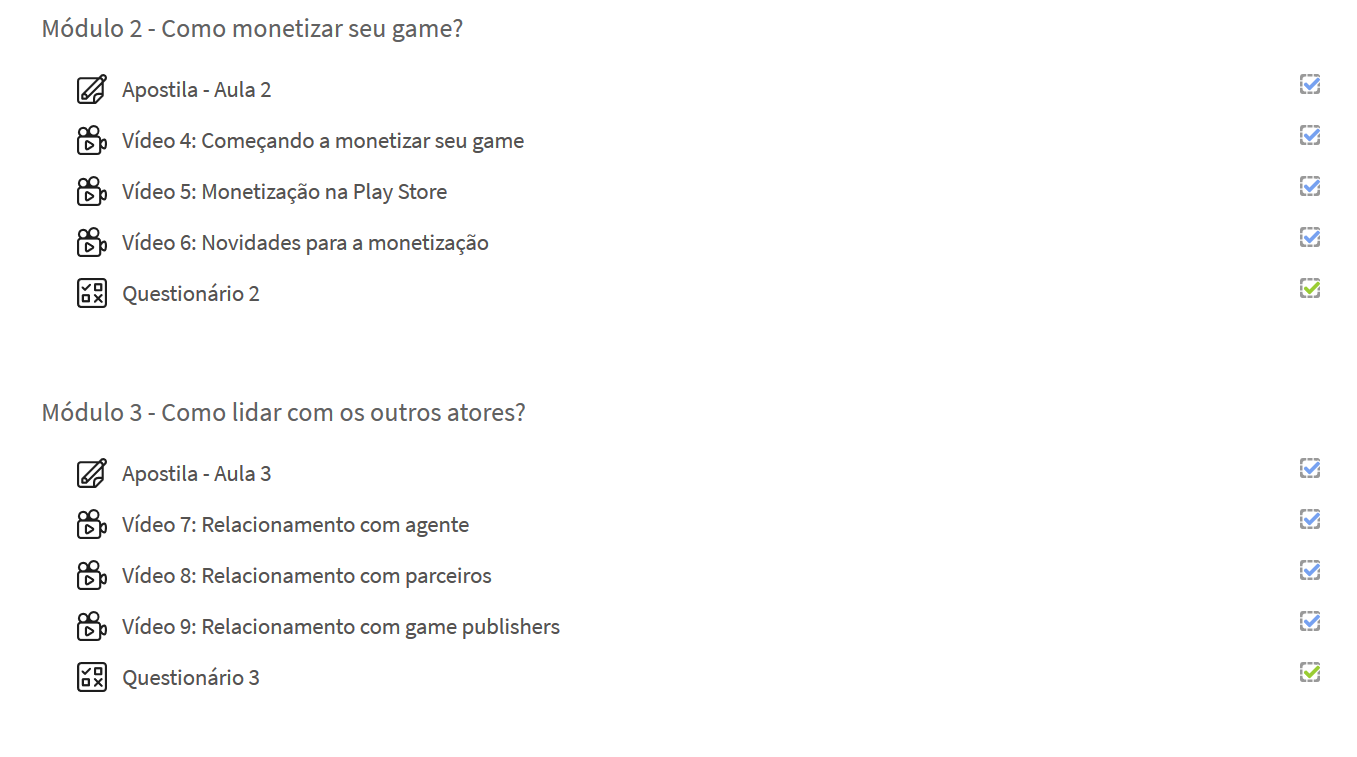 Módulo 2 - Como monetizar seu game?
Apostila - Aula 2
Vídeo 4: Começando a monetizar seu game
Vídeo 5: Monetização na Play Store
Vídeo 6: Novidades para a monetização
Questionário 2
Módulo 3 - Como lidar com os outros atores?
Apostila - Aula 3
Vídeo 7: Relacionamento com agente
Vídeo 8: Relacionamento com parceiros
Vídeo 9: Relacionamento com game publishers
Questionário 3